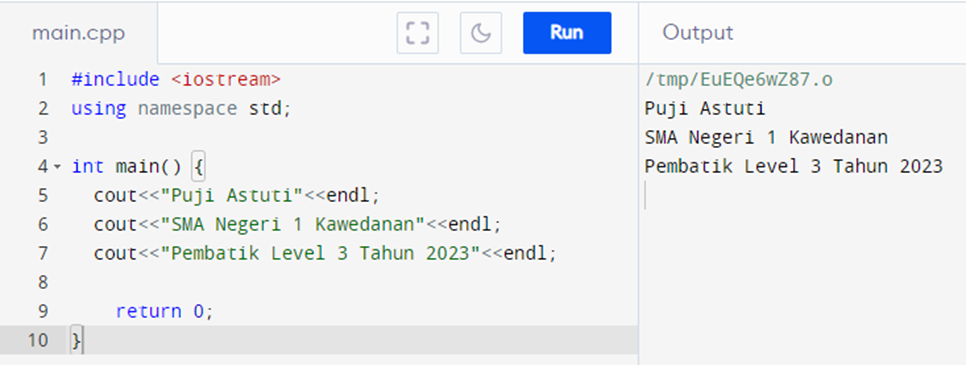 main.cpp
Run
Output
1 #include <iostream>
2 using namespace std;
3
4 int main() {
5 cout<<"Puji Astuti"<<endl;
6 cout<<"SMA Negeri 1 Kawedanan"<<endl;
7 cout<<"Pembatik Level 3 Tahun 2023"<<endl;
8
9 return 0;
10 }
/tmp/EuEQe6wZ87.o
Puji Astuti
SMA Negeri 1 Kawedanan
Pembatik Level 3 Tahun 2023